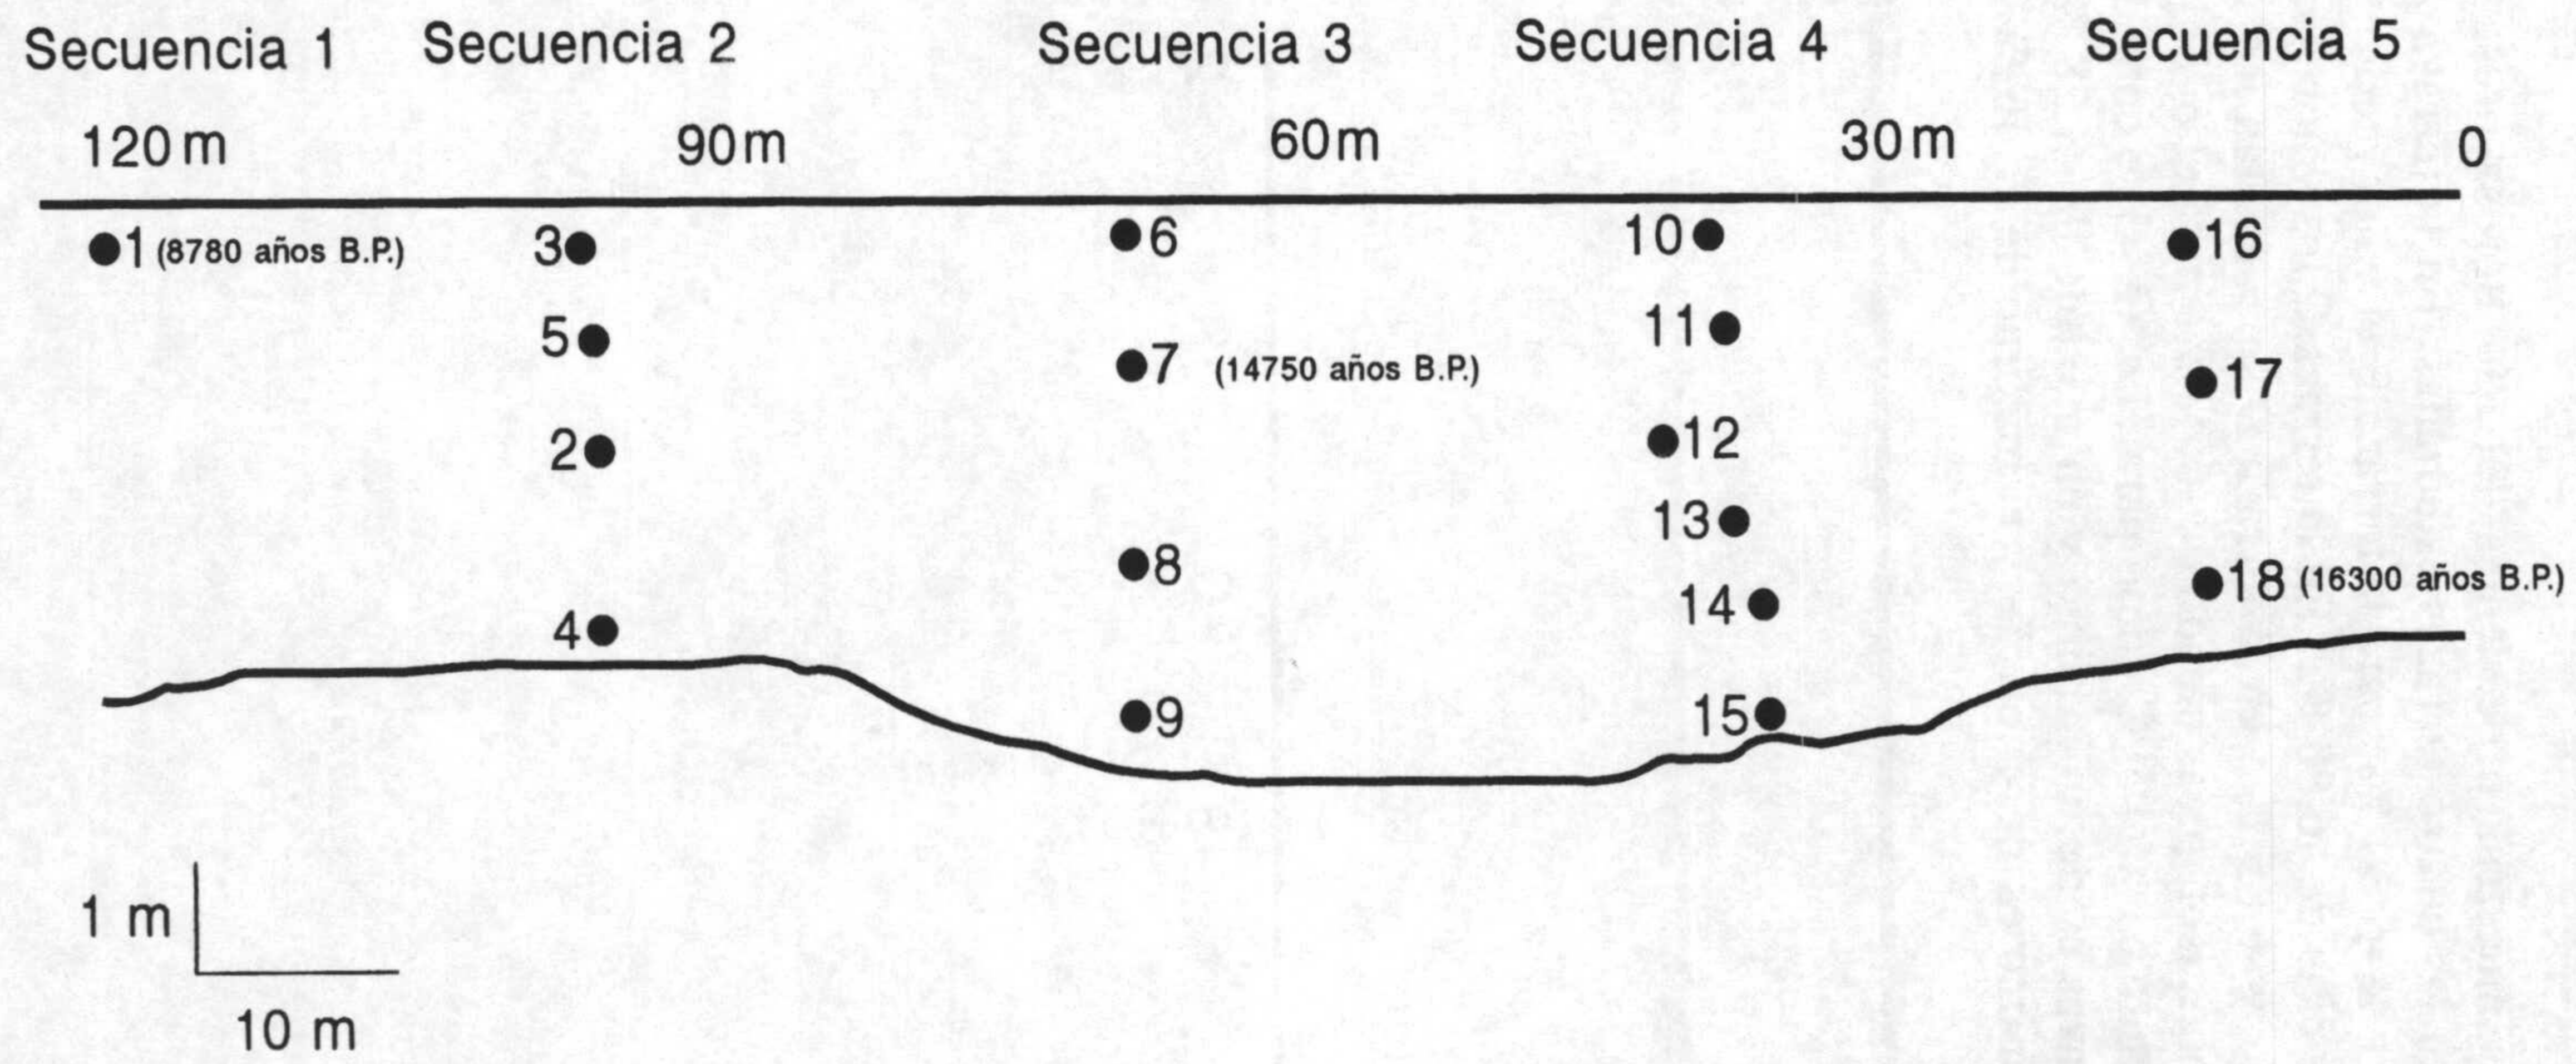 Secuencia 1 Secuencia 2 Secuencia 3 Secuencia 4 Secuencia 5
120 m 90 m 60 m 30 m 0
1 (8780 años B.P.) 3 6 10 16
5 7 (14750 años B.P.) 11 17
2 12
13
8 14 18 (16300 años B.P.)
4
9 15
1 m
10 m